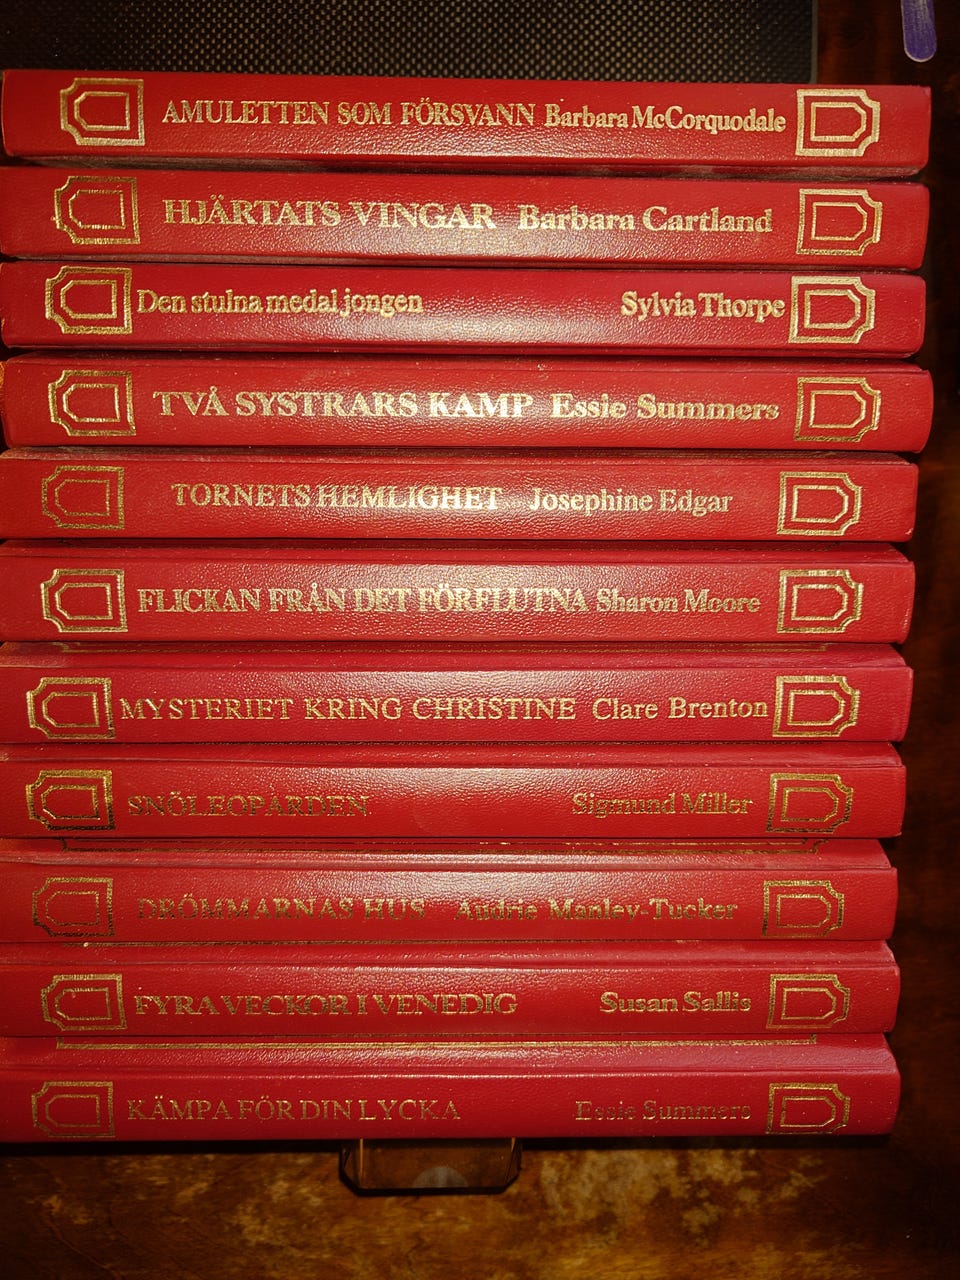 AMULETTEN SOM FÖRSVANN Barbara McCorquodale
HJÄRTATS VINGAR Barbara Cartland
Den stulna medaljongen Sylvia Thorpe
TVÅ SYSTRARS KAMP Essie Summers
TORNETS HEMLIGHET Josephine Edgar
FLICKAN FRÅN DET FÖRFLUTNA Sharon Moore
MYSTERIET KRING CHRISTINE Clare Brenton
SNÖLEOPARDEN Sigmund Miller
DRÖMMARNAS HUS Audrie Manley-Tucker
FYRA VECKOR I VENEDIG Susan Sallis
KÄMPA FÖR DIN LYCKA Essie Summers